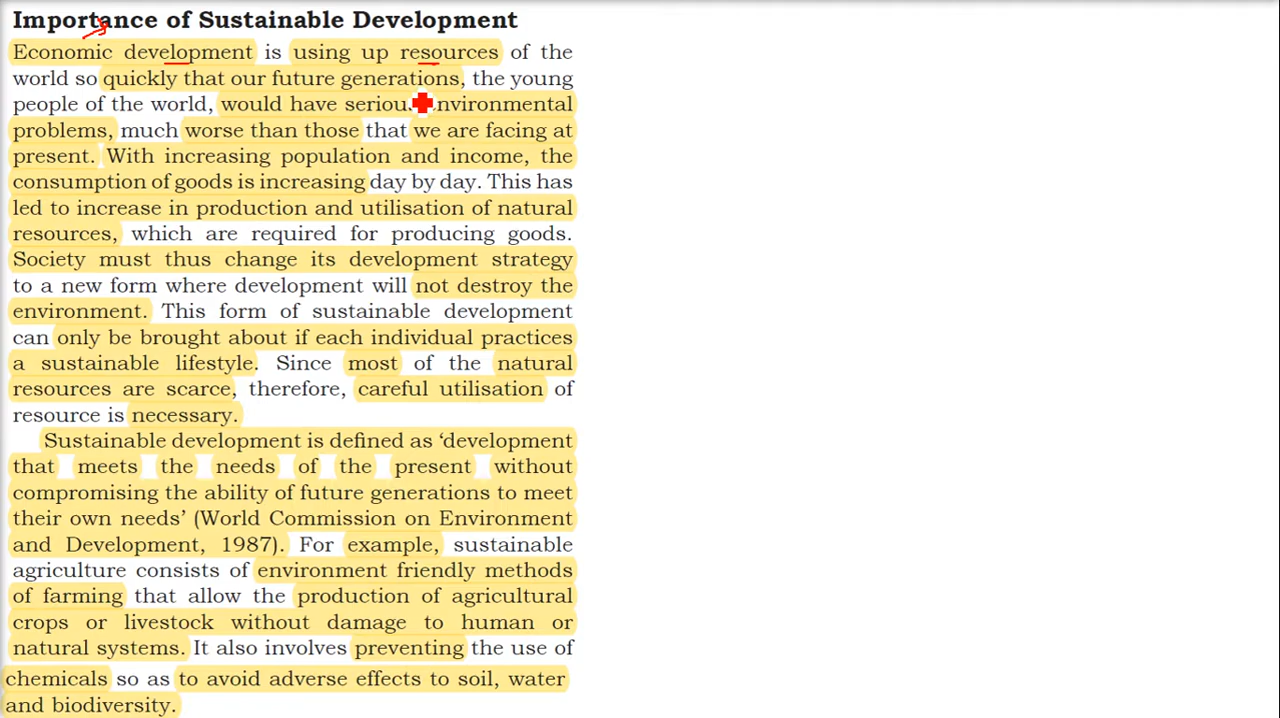 Importance of Sustainable Development
Economic development is using up resources of the
world so quickly that our future generations, the young
people of the world, would have serious environmental
problems, much worse than those that we are facing at
present. With increasing population and income, the
consumption of goods is increasing day by day. This has
led to increase in production and utilisation of natural
resources, which are required for producing goods.
Society must thus change its development strategy
to a new form where development will not destroy the
environment. This form of sustainable development
can only be brought about if each individual practices
a sustainable lifestyle. Since most of the natural
resources are scarce, therefore, careful utilisation of
resource is necessary.
Sustainable development is defined as ‘development
that meets the needs of the present without
compromising the ability of future generations to meet
their own needs’ (World Commission on Environment
and Development, 1987). For example, sustainable
agriculture consists of environment friendly methods
of farming that allow the production of agricultural
crops or livestock without damage to human or
natural systems. It also involves preventing the use of
chemicals so as to avoid adverse effects to soil, water
and biodiversity.